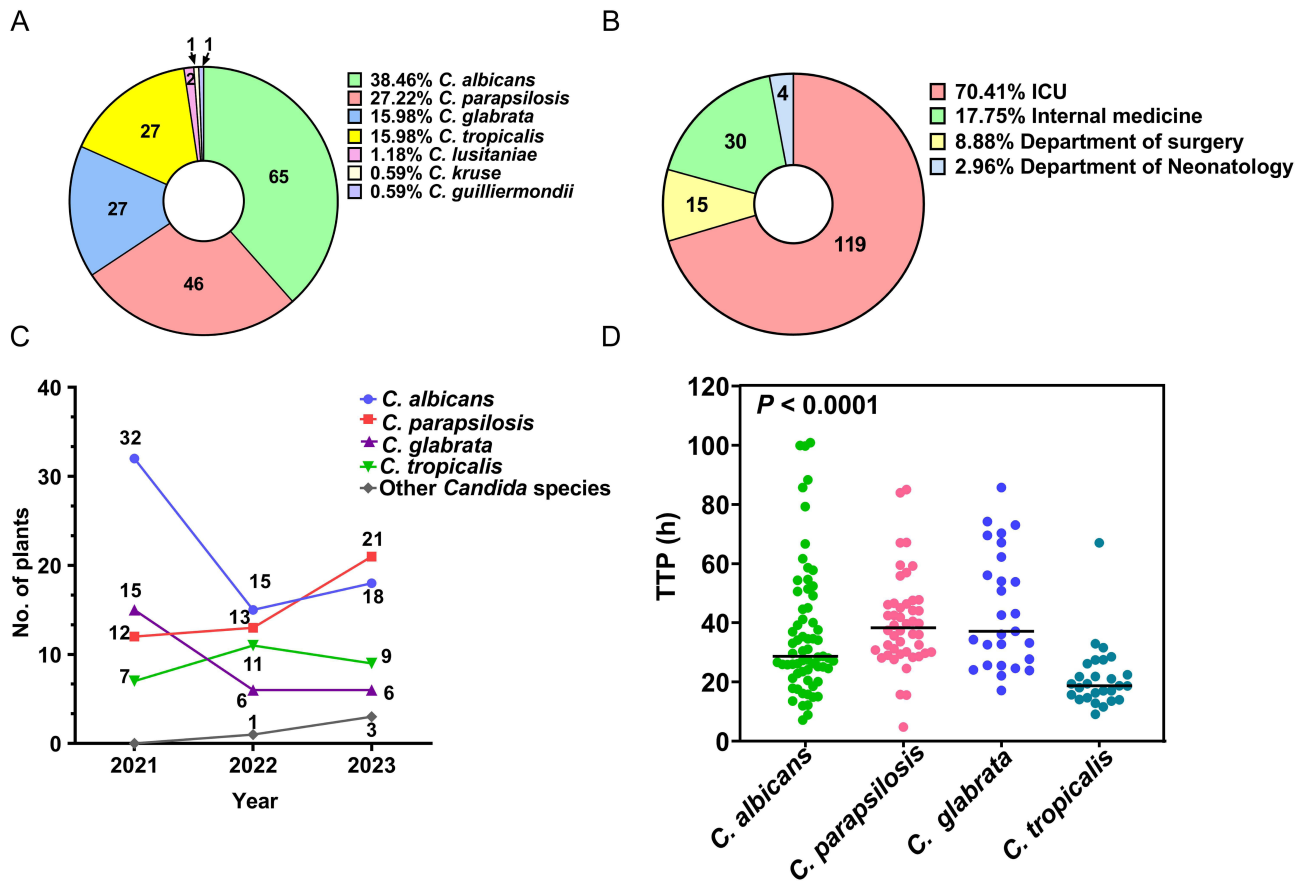 A
1
1
2
27
65
27
46
38.46% C. albicans
27.22% C. parapsilosis
15.98% C. glabrata
15.98% C. tropicalis
1.18% C. lusitaniae
0.59% C. kruse
0.59% C. guilliermondii
B
4
30
15
119
70.41% ICU
17.75% Internal medicine
8.88% Department of surgery
2.96% Department of Neonatology
C
No. of plants
40
30
20
10
0
32
15
12
7
15
13
11
6
1
21
18
9
6
3
C. albicans
C. parapsilosis
C. glabrata
C. tropicalis
Other Candida species
2021
2022
2023
Year
D
TTP (h)
120
100
80
60
40
20
0
P < 0.0001
C. albicans
C. parapsilosis
C. glabrata
C. tropicalis